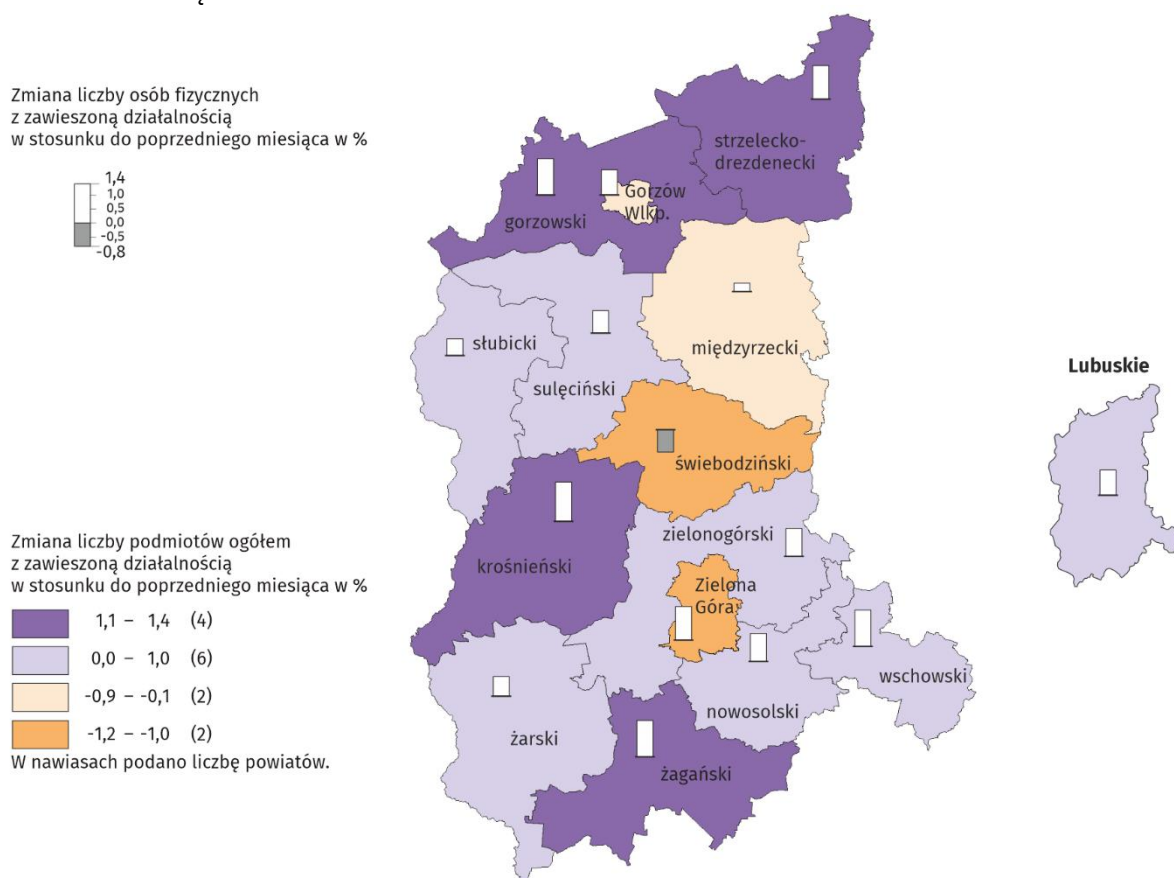 Zmiana liczby osób fizycznych
z zawieszoną działalnością
w stosunku do poprzedniego miesiąca w %
1,4
1,0
0,5
0,0
-0,5
-0,8
strzelecko-
drezdenecki
Gorzów
Wlkp.
gorzowski
słubicki
międzyrzecki
sulęciński
świebodziński
Lubuskie
zielonogórski
krośnieński
Zielona
Góra
wschowski
nowosolski
żarski
żagański
Zmiana liczby podmiotów ogółem
z zawieszoną działalnością
w stosunku do poprzedniego miesiąca w %
1,1 – 1,4 (4)
0,0 – 1,0 (6)
-0,9 – -0,1 (2)
-1,2 – -1,0 (2)
W nawiasach podano liczbę powiatów.